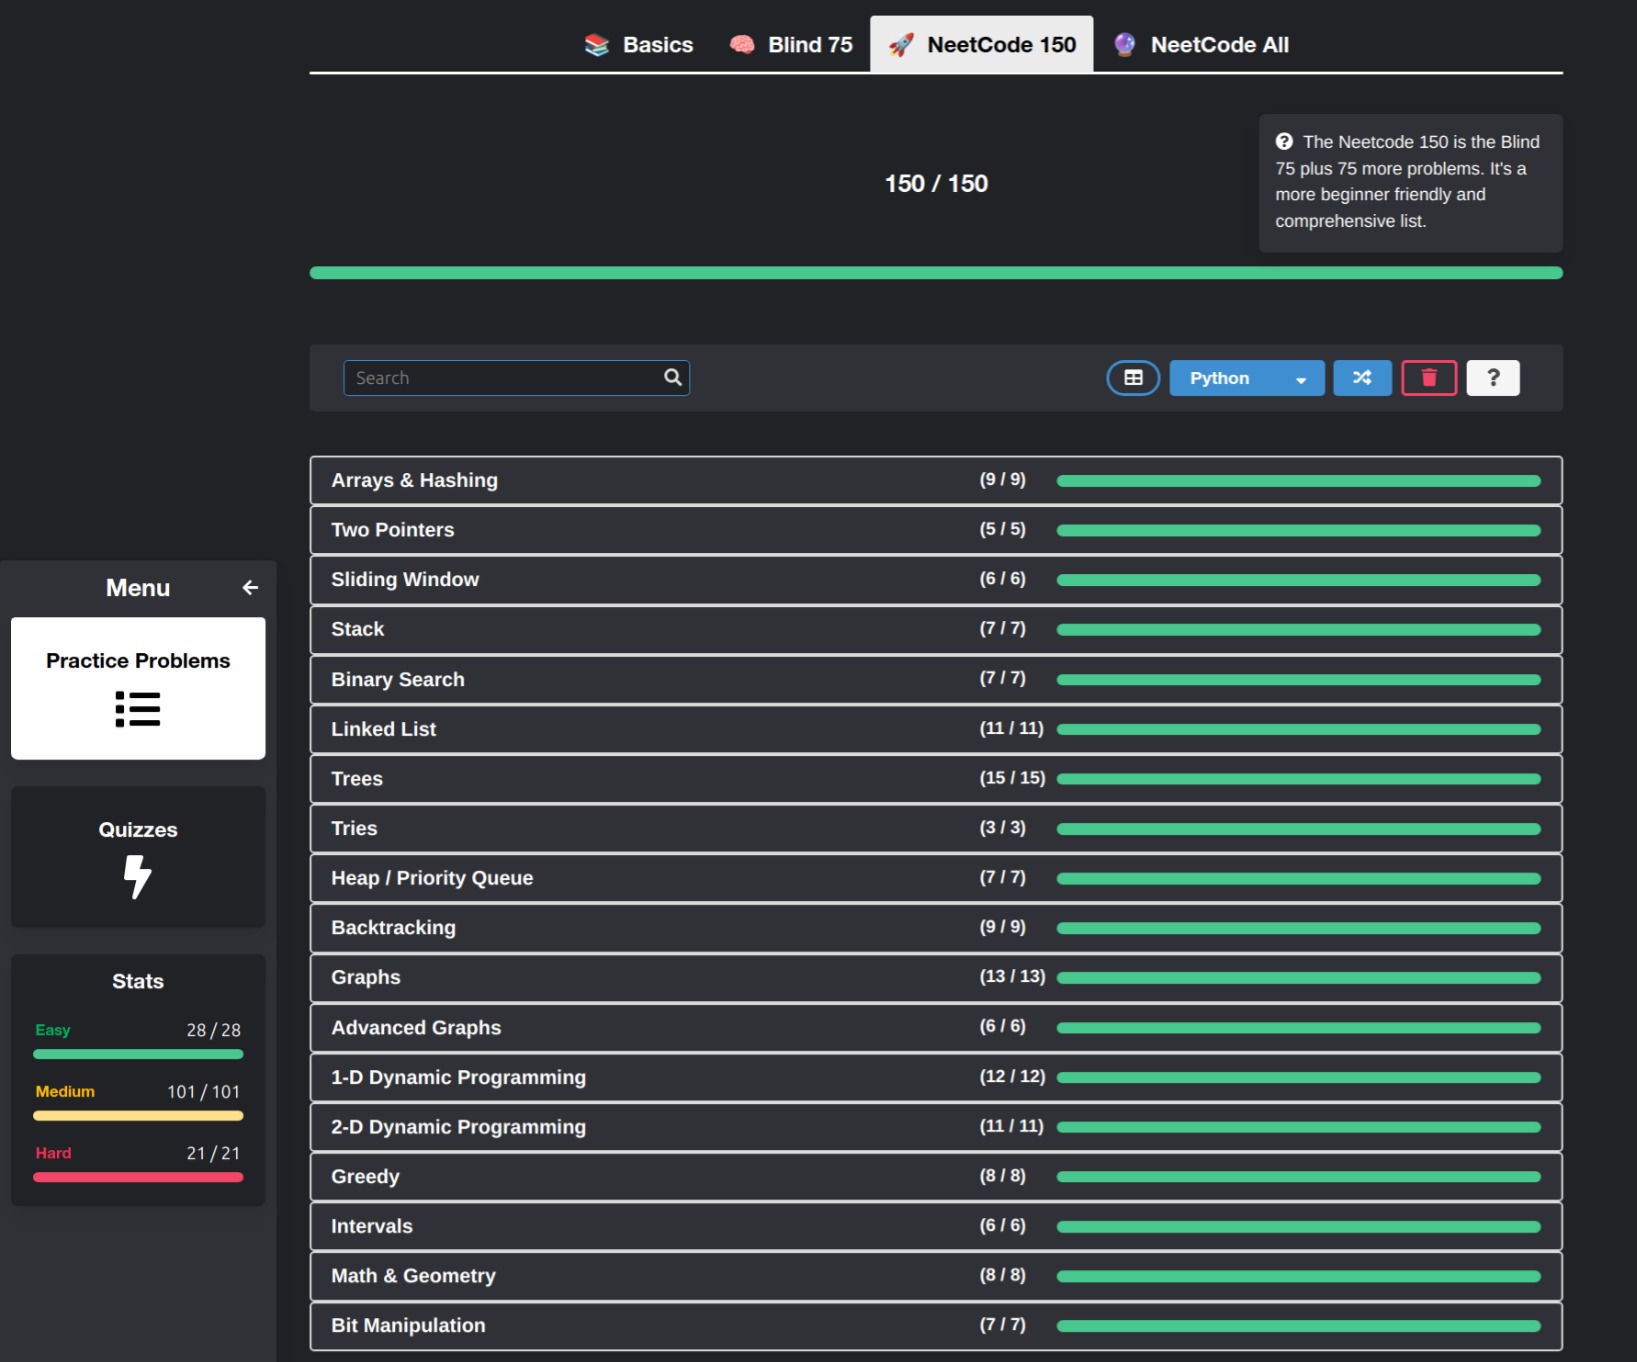 Basics
Blind 75
NeetCode 150
NeetCode All
150 / 150
? The Neetcode 150 is the Blind
75 plus 75 more problems. It's a
more beginner friendly and
comprehensive list.
Search
Python
?
Arrays & Hashing (9 / 9)
Two Pointers (5 / 5)
Sliding Window (6 / 6)
Stack (7 / 7)
Binary Search (7 / 7)
Linked List (11 / 11)
Trees (15 / 15)
Tries (3 / 3)
Heap / Priority Queue (7 / 7)
Backtracking (9 / 9)
Graphs (13 / 13)
Advanced Graphs (6 / 6)
1-D Dynamic Programming (12 / 12)
2-D Dynamic Programming (11 / 11)
Greedy (8 / 8)
Intervals (6 / 6)
Math & Geometry (8 / 8)
Bit Manipulation (7 / 7)
Menu
Practice Problems
Quizzes
Stats
Easy 28 / 28
Medium 101 / 101
Hard 21 / 21